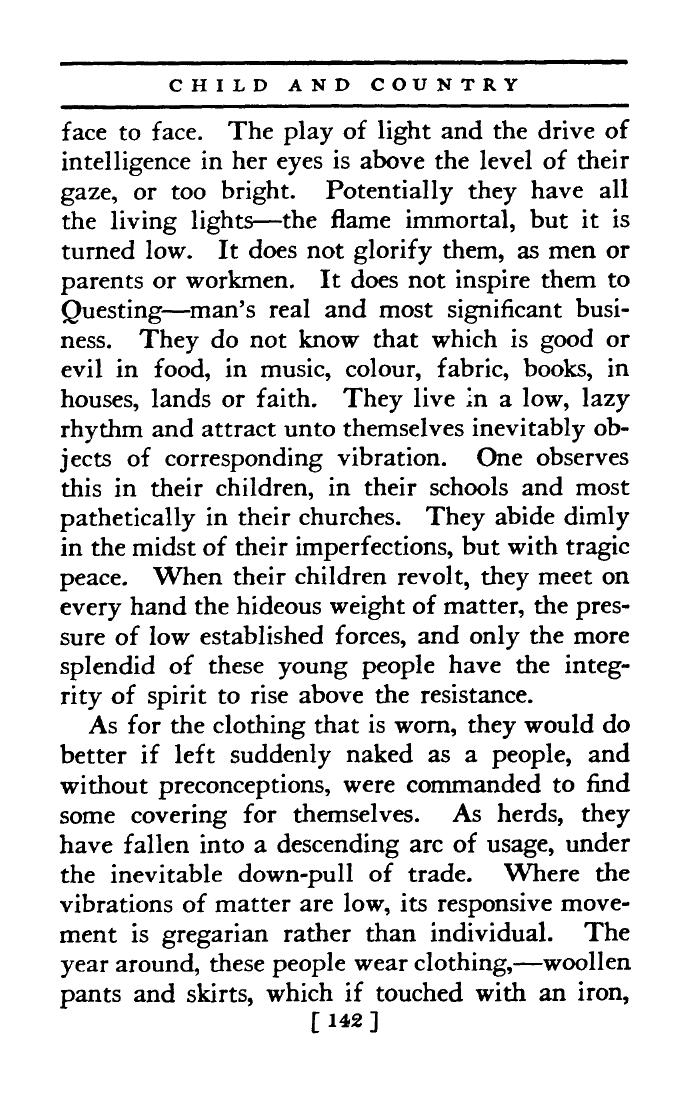 CHILD AND COUNTRY
face to face. The play of light and the drive of
intelligence in her eyes is above the level of their
gaze, or too bright. Potentially they have all
the living lights—the flame immortal, but it is
turned low. It does not glorify them, as men or
parents or workmen. It does not inspire them to
Questing—man's real and most significant busi-
ness. They do not know that which is good or
evil in food, in music, colour, fabric, books, in
houses, lands or faith. They live in a low, lazy
rhythm and attract unto themselves inevitably ob-
jects of corresponding vibration. One observes
this in their children, in their schools and most
pathetically in their churches. They abide dimly
in the midst of their imperfections, but with tragic
peace. When their children revolt, they meet on
every hand the hideous weight of matter, the pres-
sure of low established forces, and only the more
splendid of these young people have the integ-
rity of spirit to rise above the resistance.
As for the clothing that is worn, they would do
better if left suddenly naked as a people, and
without preconceptions, were commanded to find
some covering for themselves. As herds, they
have fallen into a descending arc of usage, under
the inevitable down-pull of trade. Where the
vibrations of matter are low, its responsive move-
ment is gregarian rather than individual. The
year around, these people wear clothing,—woollen
pants and skirts, which if touched with an iron,
[ 142 ]